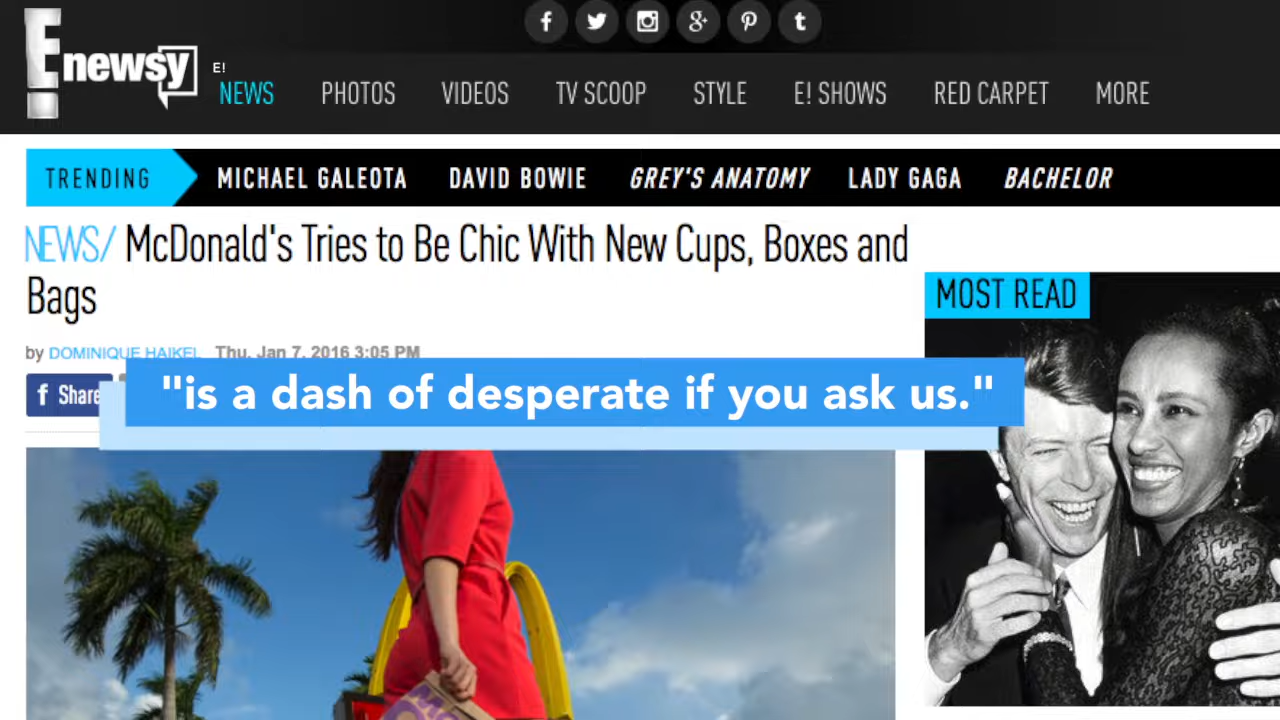 f g+ p t
E! newsy
E!
NEWS PHOTOS VIDEOS TV SCOOP STYLE E! SHOWS RED CARPET MORE
TRENDING MICHAEL GALEOTA DAVID BOWIE GREY'S ANATOMY LADY GAGA BACHELOR
NEWS/ McDonald's Tries to Be Chic With New Cups, Boxes and
Bags
MOST READ
by DOMINIQUE HAIKEL Thu, Jan 7, 2016 3:05 PM
f Share
"is a dash of desperate if you ask us."